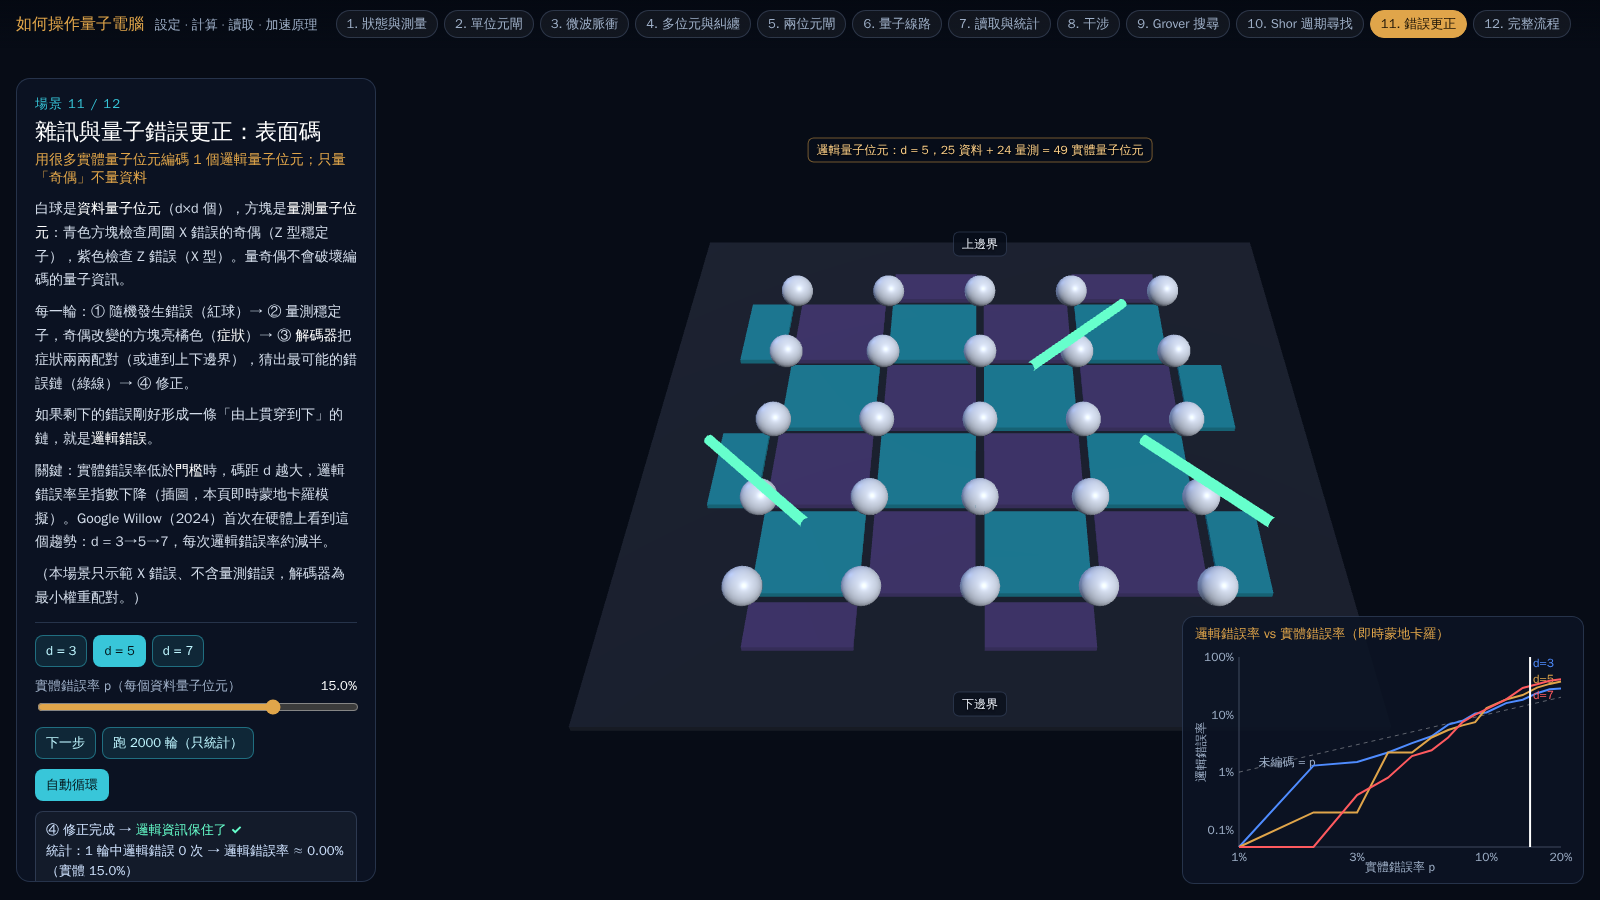 如何操作量子電腦 設定 · 計算 · 讀取 · 加速原理 1. 狀態與測量 2. 單位元閘 3. 微波脈衝 4. 多位元與糾纏 5. 兩位元閘 6. 量子線路 7. 讀取與統計 8. 干涉 9. Grover 搜尋 10. Shor 週期尋找 11. 錯誤更正 12. 完整流程
場景 11 / 12
雜訊與量子錯誤更正：表面碼
用很多實體量子位元編碼 1 個邏輯量子位元；只量
「奇偶」不量資料
白球是資料量子位元（d×d 個），方塊是量測量子位
元：青色方塊檢查周圍 X 錯誤的奇偶（Z 型穩定
子），紫色檢查 Z 錯誤（X 型）。量奇偶不會破壞編
碼的量子資訊。
每一輪：① 隨機發生錯誤（紅球）→ ② 量測穩定
子，奇偶改變的方塊亮橘色（症狀）→ ③ 解碼器把
症狀兩兩配對（或連到上下邊界），猜出最可能的錯
誤鏈（綠線）→ ④ 修正。
如果剩下的錯誤剛好形成一條「由上貫穿到下」的
鏈，就是邏輯錯誤。
關鍵：實體錯誤率低於門檻時，碼距 d 越大，邏輯
錯誤率呈指數下降（插圖，本頁即時蒙地卡羅模
擬）。Google Willow（2024）首次在硬體上看到這
個趨勢：d = 3→5→7，每次邏輯錯誤率約減半。
（本場景只示範 X 錯誤、不含量測錯誤，解碼器為
最小權重配對。）
d = 3 d = 5 d = 7
實體錯誤率 p（每個資料量子位元） 15.0%
下一步 跑 2000 輪（只統計）
自動循環
④ 修正完成 → 邏輯資訊保住了 ✔
統計：1 輪中邏輯錯誤 0 次 → 邏輯錯誤率 ≈ 0.00%
（實體 15.0%）
邏輯量子位元：d = 5，25 資料 + 24 量測 = 49 實體量子位元
上邊界
下邊界
邏輯錯誤率 vs 實體錯誤率（即時蒙地卡羅）
100%
10%
1%
0.1%
邏輯錯誤率
未編碼 = p
d=3
d=5
d=7
1% 3% 10% 20%
實體錯誤率 p